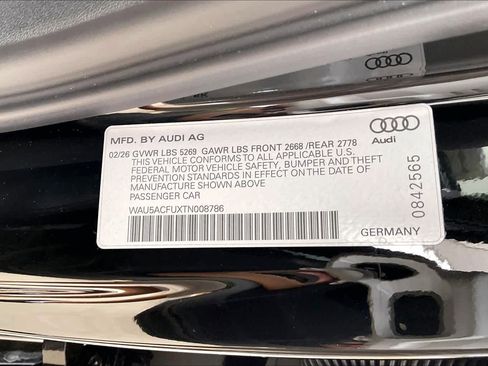 MFD. BY AUDI AG
02/26 GVWR LBS 5269 GAWR LBS FRONT 2668 /REAR 2778
THIS VEHICLE CONFORMS TO ALL APPLICABLE U.S.
FEDERAL MOTOR VEHICLE SAFETY, BUMPER AND THEFT
PREVENTION STANDARDS IN EFFECT ON THE DATE OF
MANUFACTURE SHOWN ABOVE.
PASSENGER CAR
WAU5ACFUXTN008786
Audi
0842565
GERMANY